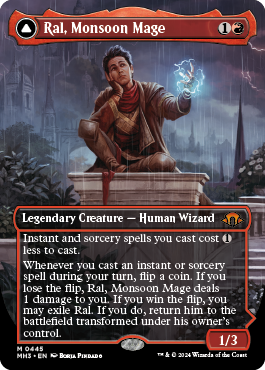 Ral, Monsoon Mage 1
Legendary Creature — Human Wizard
Instant and sorcery spells you cast cost 1
less to cast.
Whenever you cast an instant or sorcery
spell during your turn, flip a coin. If you
lose the flip, Ral, Monsoon Mage deals
1 damage to you. If you win the flip, you
may exile Ral. If you do, return him to the
battlefield transformed under his owner's
control.
1/3
M 0445
MH3 • EN Borja Pindado
™ & © 2024 Wizards of the Coast